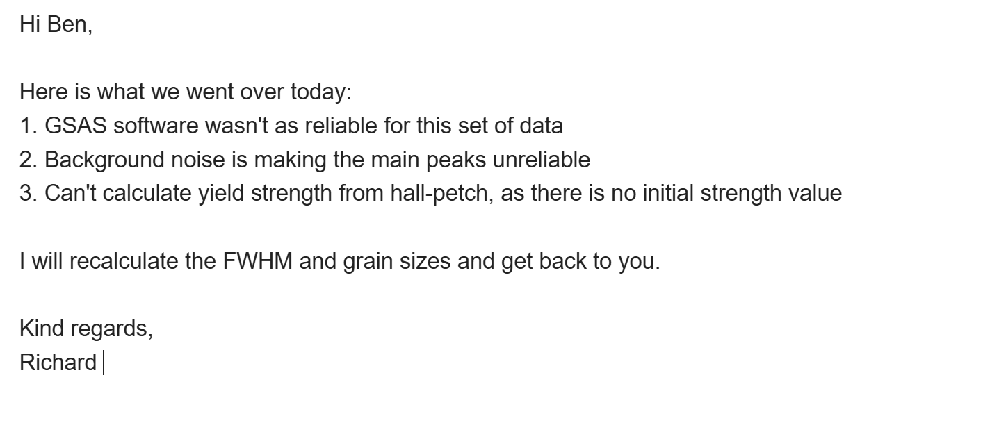 Hi Ben,
Here is what we went over today:
1. GSAS software wasn't as reliable for this set of data
2. Background noise is making the main peaks unreliable
3. Can't calculate yield strength from hall-petch, as there is no initial strength value
I will recalculate the FWHM and grain sizes and get back to you.
Kind regards,
Richard